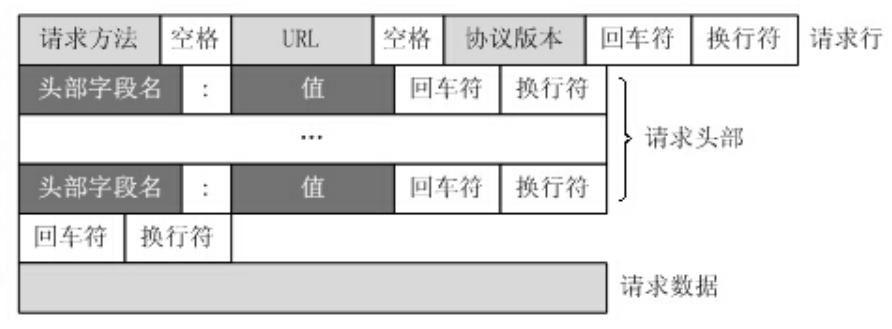 请求方法 空格 URL 空格 协议版本 回车符 换行符 请求行
头部字段名 : 值 回车符 换行符
... 请求头部
头部字段名 : 值 回车符 换行符
回车符 换行符
请求数据